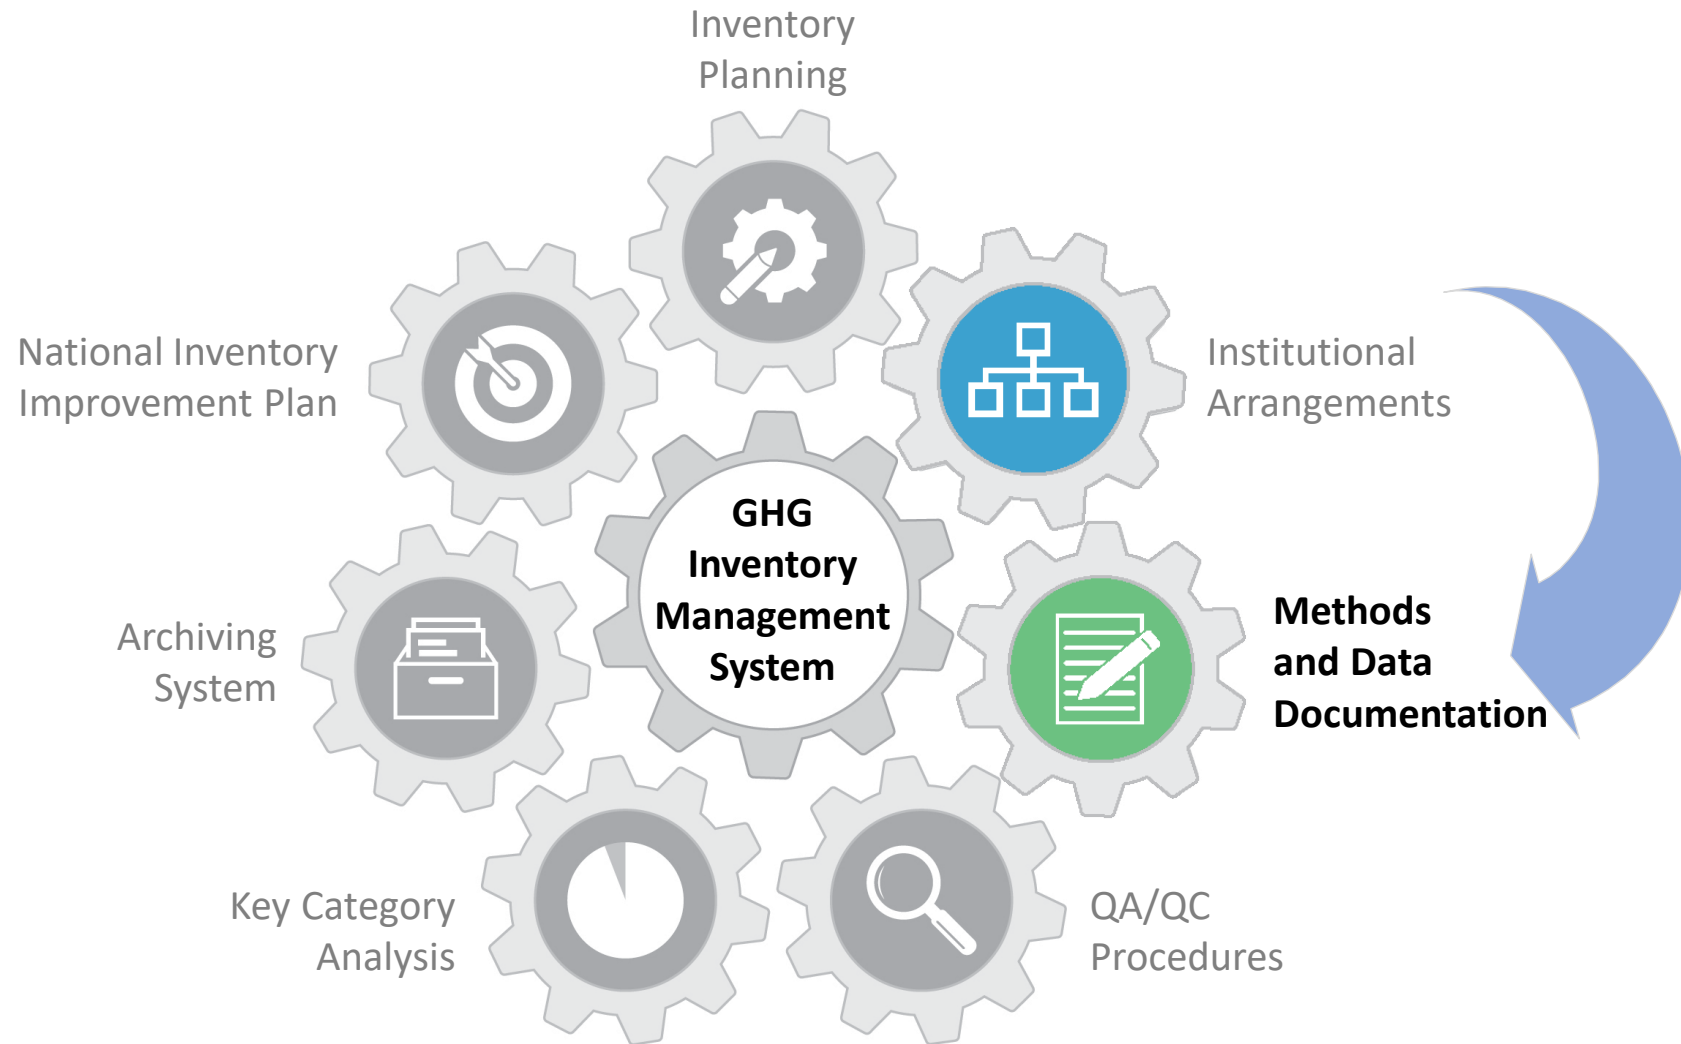 Inventory
Planning
Institutional
Arrangements
Methods
and Data
Documentation
QA/QC
Procedures
Key Category
Analysis
Archiving
System
National Inventory
Improvement Plan
GHG
Inventory
Management
System